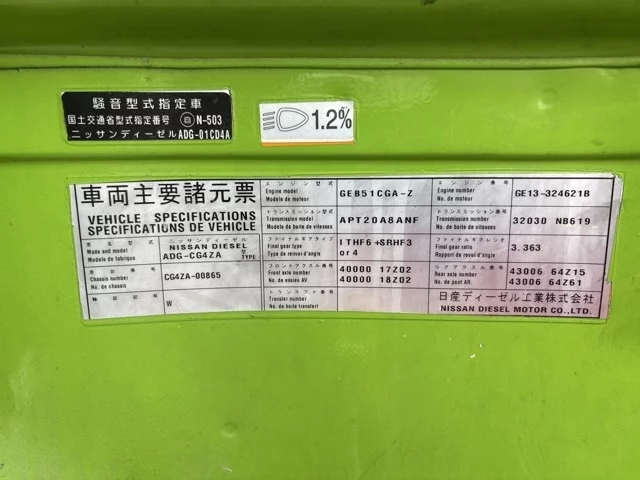 騒音型式指定車
国土交通省型式指定番号 自 N-503
ニッサンディーゼル ADG-01CD4A
1.2%
車両主要諸元票
VEHICLE SPECIFICATIONS
SPECIFICATIONS DE VEHICLE
車名型式
Made and model
Modele de fabrique
ニッサンディーゼル
NISSAN DIESEL 型
ADG-CG4ZA TYPE
車台番号
Chassis number
No. de chassis
CG4ZA-00865
特装記号
W
エンジン型式
Engine model
Modele de moteur
GEB51CGA-Z
トランスミッション型式
Transmission model
Modele de boite de vitesses
APT20A8ANF
ファイナルギアタイプ
Final gear type
Type de renvoi d'angle
ITHF6+SRHF3
or 4
フロントアクスル番号
Front axle number
No. de essaie AV.
40000 17Z02
40000 18Z02
トランスファ番号
Transfer number
No. de boite transfert
エンジン番号
Engine number
No. de moteur
GE13-324621B
トランスミッション番号
Transmission number
No. de boite de vitesses
32030 NB619
ファイナルギアレシオ
Final gear ratio
Rapport de renvoi d'angle
3.363
リアアクスル番号
Rear axle number
No. de pont AR.
43006 64Z15
43006 64Z61
日産ディーゼル工業株式会社
NISSAN DIESEL MOTOR CO.,LTD.